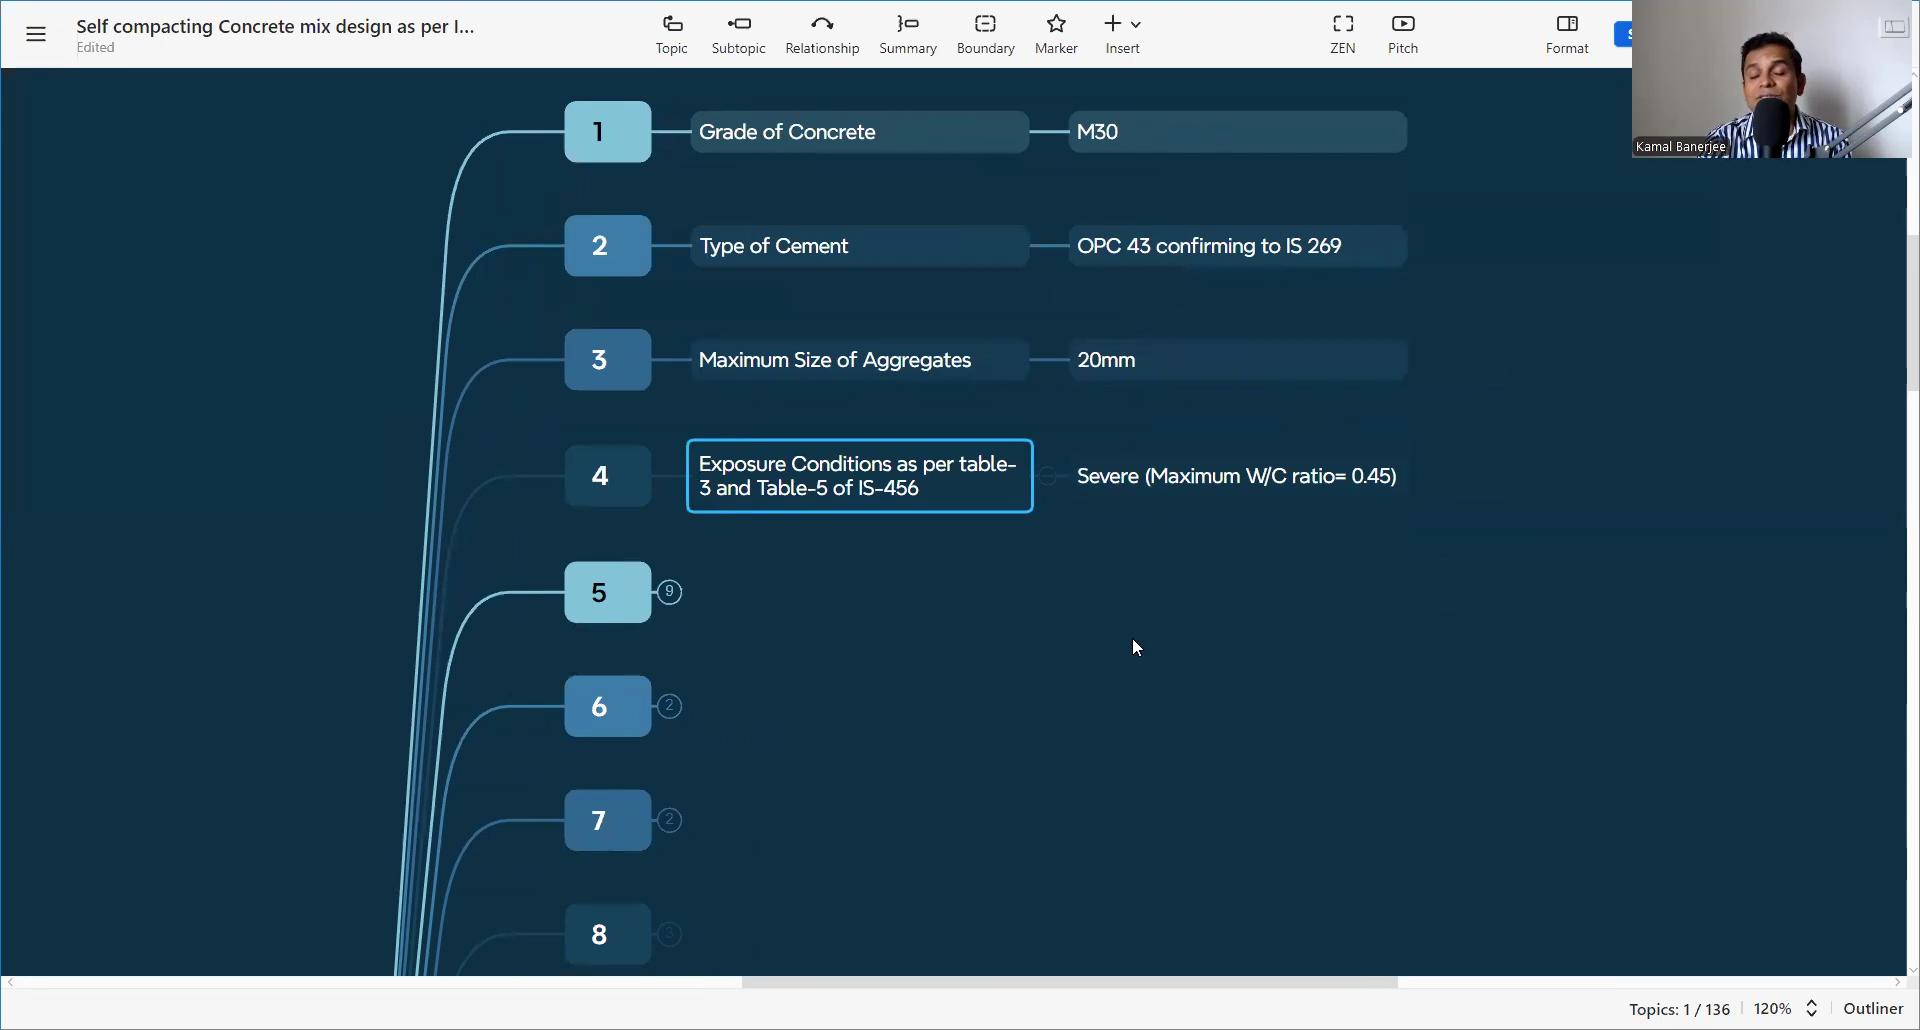 Self compacting Concrete mix design as per I...
Edited
Topic
Subtopic
Relationship
Summary
Boundary
Marker
Insert
ZEN
Pitch
Format
S
Kamal Banerjee
1
Grade of Concrete
M30
2
Type of Cement
OPC 43 confirming to IS 269
3
Maximum Size of Aggregates
20mm
4
Exposure Conditions as per table-
3 and Table-5 of IS-456
Severe (Maximum W/C ratio= 0.45)
5
9
6
2
7
2
8
3
Topics: 1 / 136
120%
Outliner